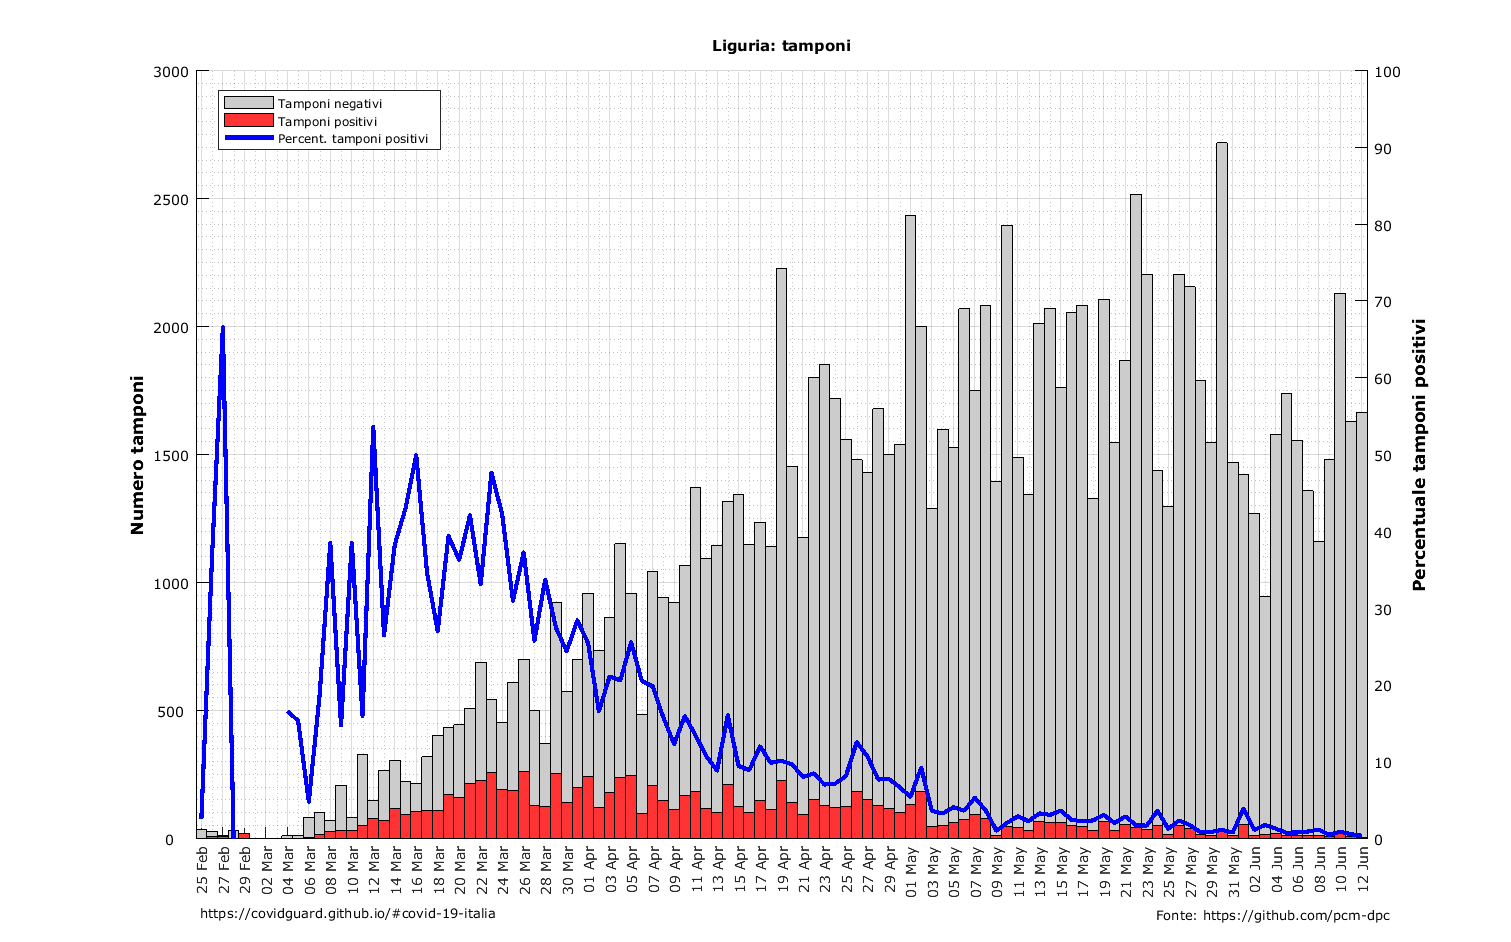 Liguria: tamponi
Tamponi negativi
Tamponi positivi
Percent. tamponi positivi
Numero tamponi
3000
2500
2000
1500
1000
500
0
Percentuale tamponi positivi
100
90
80
70
60
50
40
30
20
10
0
25 Feb
27 Feb
29 Feb
02 Mar
04 Mar
06 Mar
08 Mar
10 Mar
12 Mar
14 Mar
16 Mar
18 Mar
20 Mar
22 Mar
24 Mar
26 Mar
28 Mar
30 Mar
01 Apr
03 Apr
05 Apr
07 Apr
09 Apr
11 Apr
13 Apr
15 Apr
17 Apr
19 Apr
21 Apr
23 Apr
25 Apr
27 Apr
29 Apr
01 May
03 May
05 May
07 May
09 May
11 May
13 May
15 May
17 May
19 May
21 May
23 May
25 May
27 May
29 May
31 May
02 Jun
04 Jun
06 Jun
08 Jun
10 Jun
12 Jun
https://covidguard.github.io/#covid-19-italia
Fonte: https://github.com/pcm-dpc